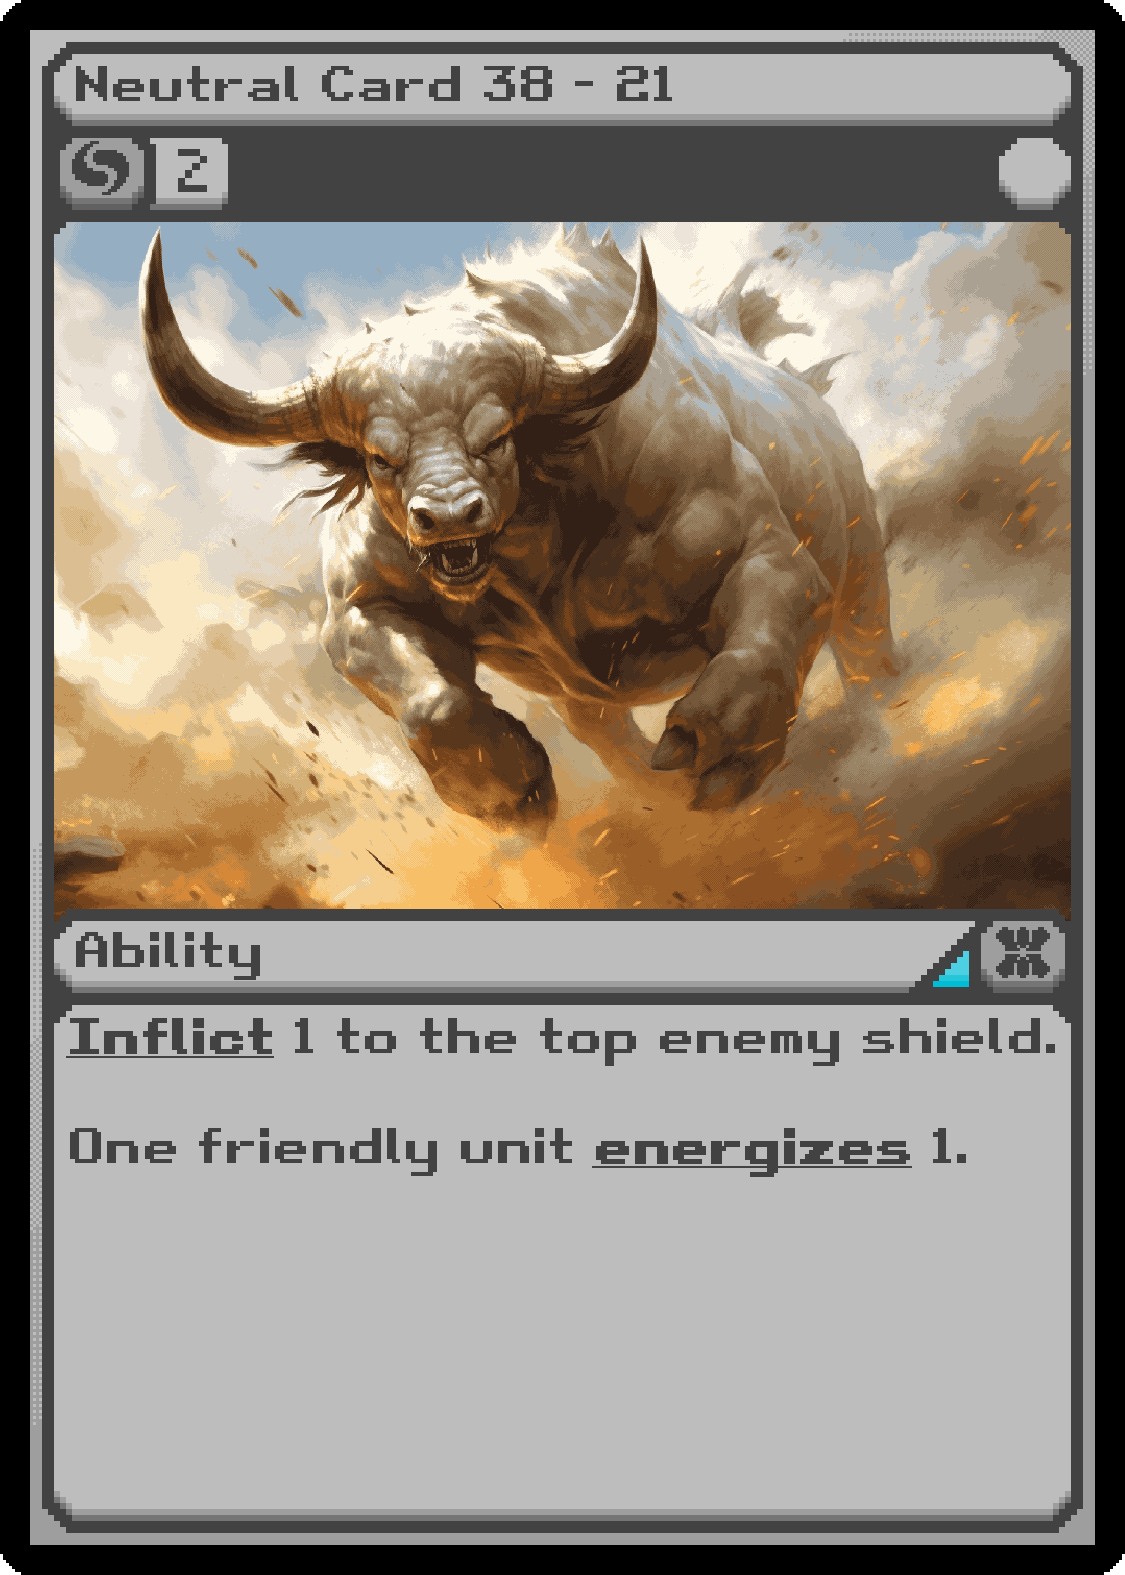 Neutral Card 38 - 21
2
Ability
Inflict 1 to the top enemy shield.
One friendly unit energizes 1.